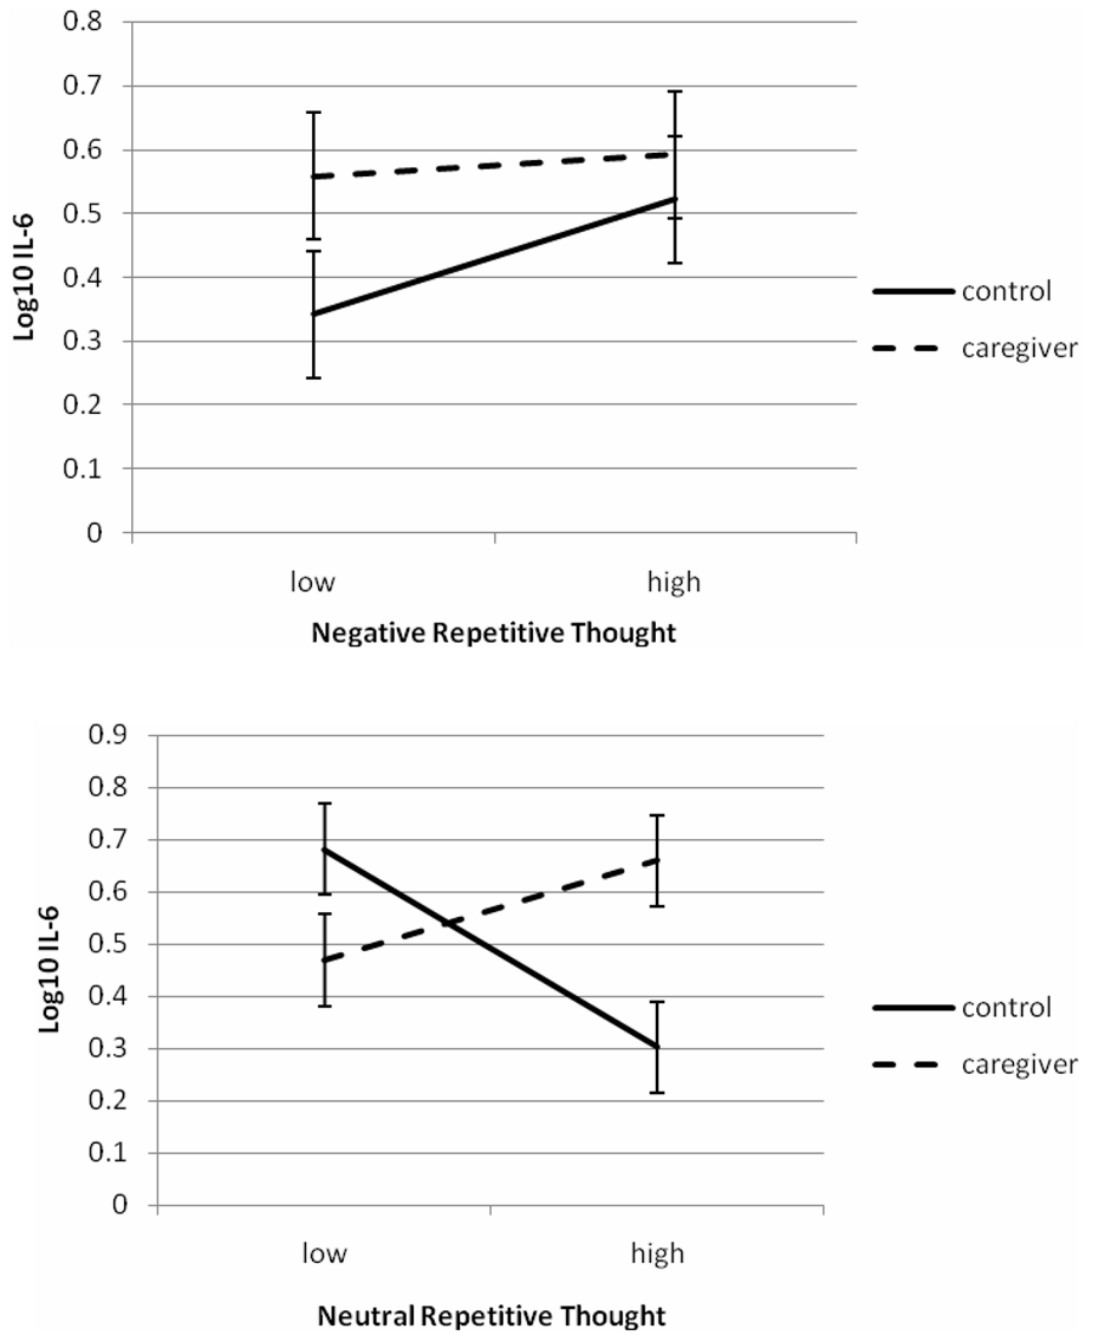 0.8
0.7
0.6
0.5
0.4
0.3
0.2
0.1
0
Log10 IL-6
low high
Negative Repetitive Thought
control
caregiver
0.9
0.8
0.7
0.6
0.5
0.4
0.3
0.2
0.1
0
Log10 IL-6
low high
Neutral Repetitive Thought
control
caregiver